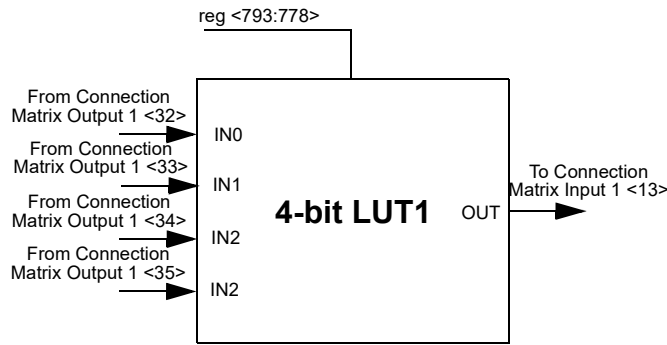 reg <793:778>
From Connection
Matrix Output 1 <32>
IN0
From Connection
Matrix Output 1 <33>
IN1
From Connection
Matrix Output 1 <34>
IN2
From Connection
Matrix Output 1 <35>
IN2
4-bit LUT1
OUT
To Connection
Matrix Input 1 <13>